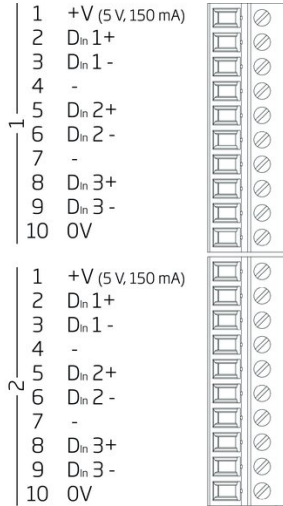 1 +V (5 V, 150 mA)
2 DIn 1+
3 DIn 1 -
4 -
5 DIn 2+
6 DIn 2 -
7 -
8 DIn 3+
9 DIn 3 -
10 0V
1
1 +V (5 V, 150 mA)
2 DIn 1+
3 DIn 1 -
4 -
5 DIn 2+
6 DIn 2 -
7 -
8 DIn 3+
9 DIn 3 -
10 0V
2